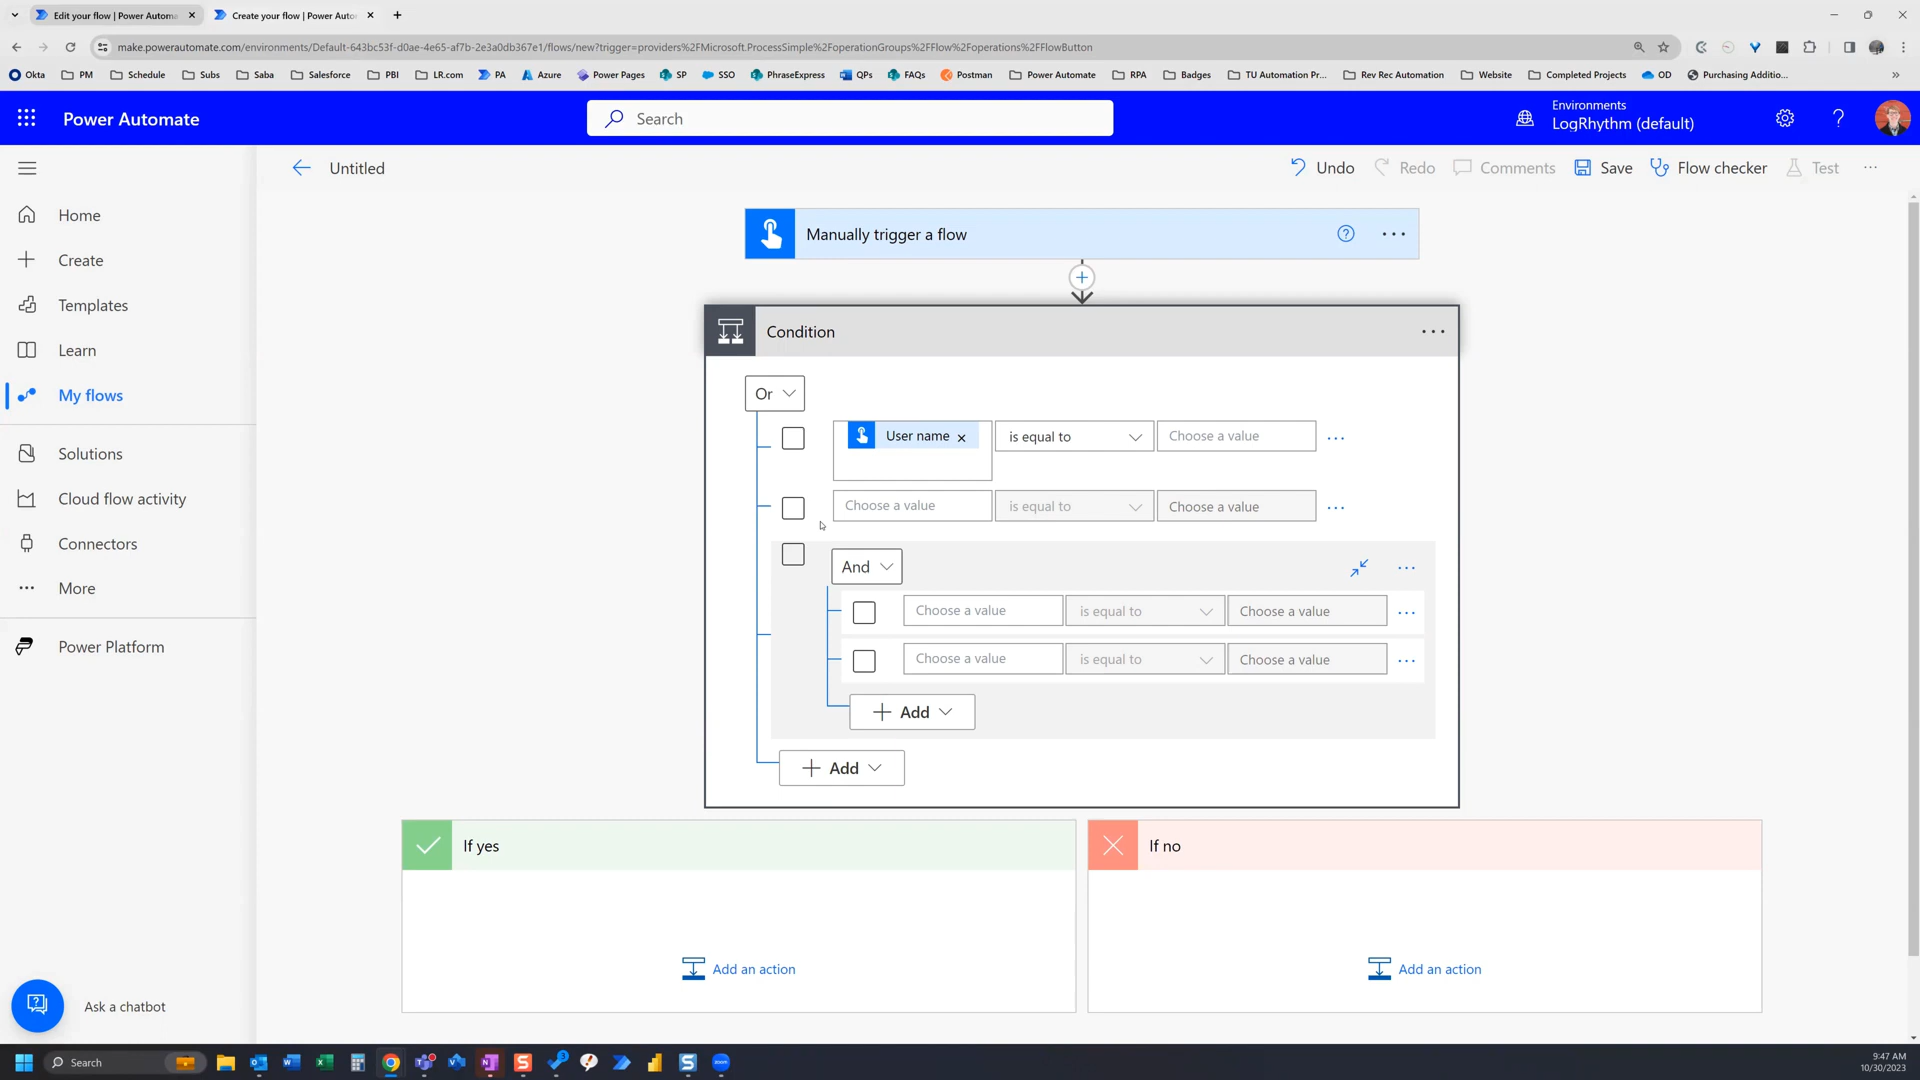 Edit your flow | Power Automa
Create your flow | Power Auto
make.powerautomate.com/environments/Default-643bc53f-d0ae-4e65-af7b-2e3a0db367e1/flows/new?trigger=providers%2FMicrosoft.ProcessSimple%2FoperationGroups%2FFlow%2Foperations%2FFlowButton
Okta PM Schedule Subs Saba Salesforce PBI LR.com PA Azure Power Pages SP SSO PhraseExpress QPs FAQs Postman Power Automate RPA Badges TU Automation Pr... Rev Rec Automation Website Completed Projects OD Purchasing Additio... »
Power Automate
Search
Environments
LogRhythm (default)
Untitled
Undo Redo Comments Save Flow checker Test ...
Home
Create
Templates
Learn
My flows
Solutions
Cloud flow activity
Connectors
More
Power Platform
Ask a chatbot
Manually trigger a flow
Condition
Or
User name is equal to Choose a value
Choose a value is equal to Choose a value
And
Choose a value is equal to Choose a value
Choose a value is equal to Choose a value
Add
Add
If yes
Add an action
If no
Add an action
Search
9:47 AM
10/30/2023